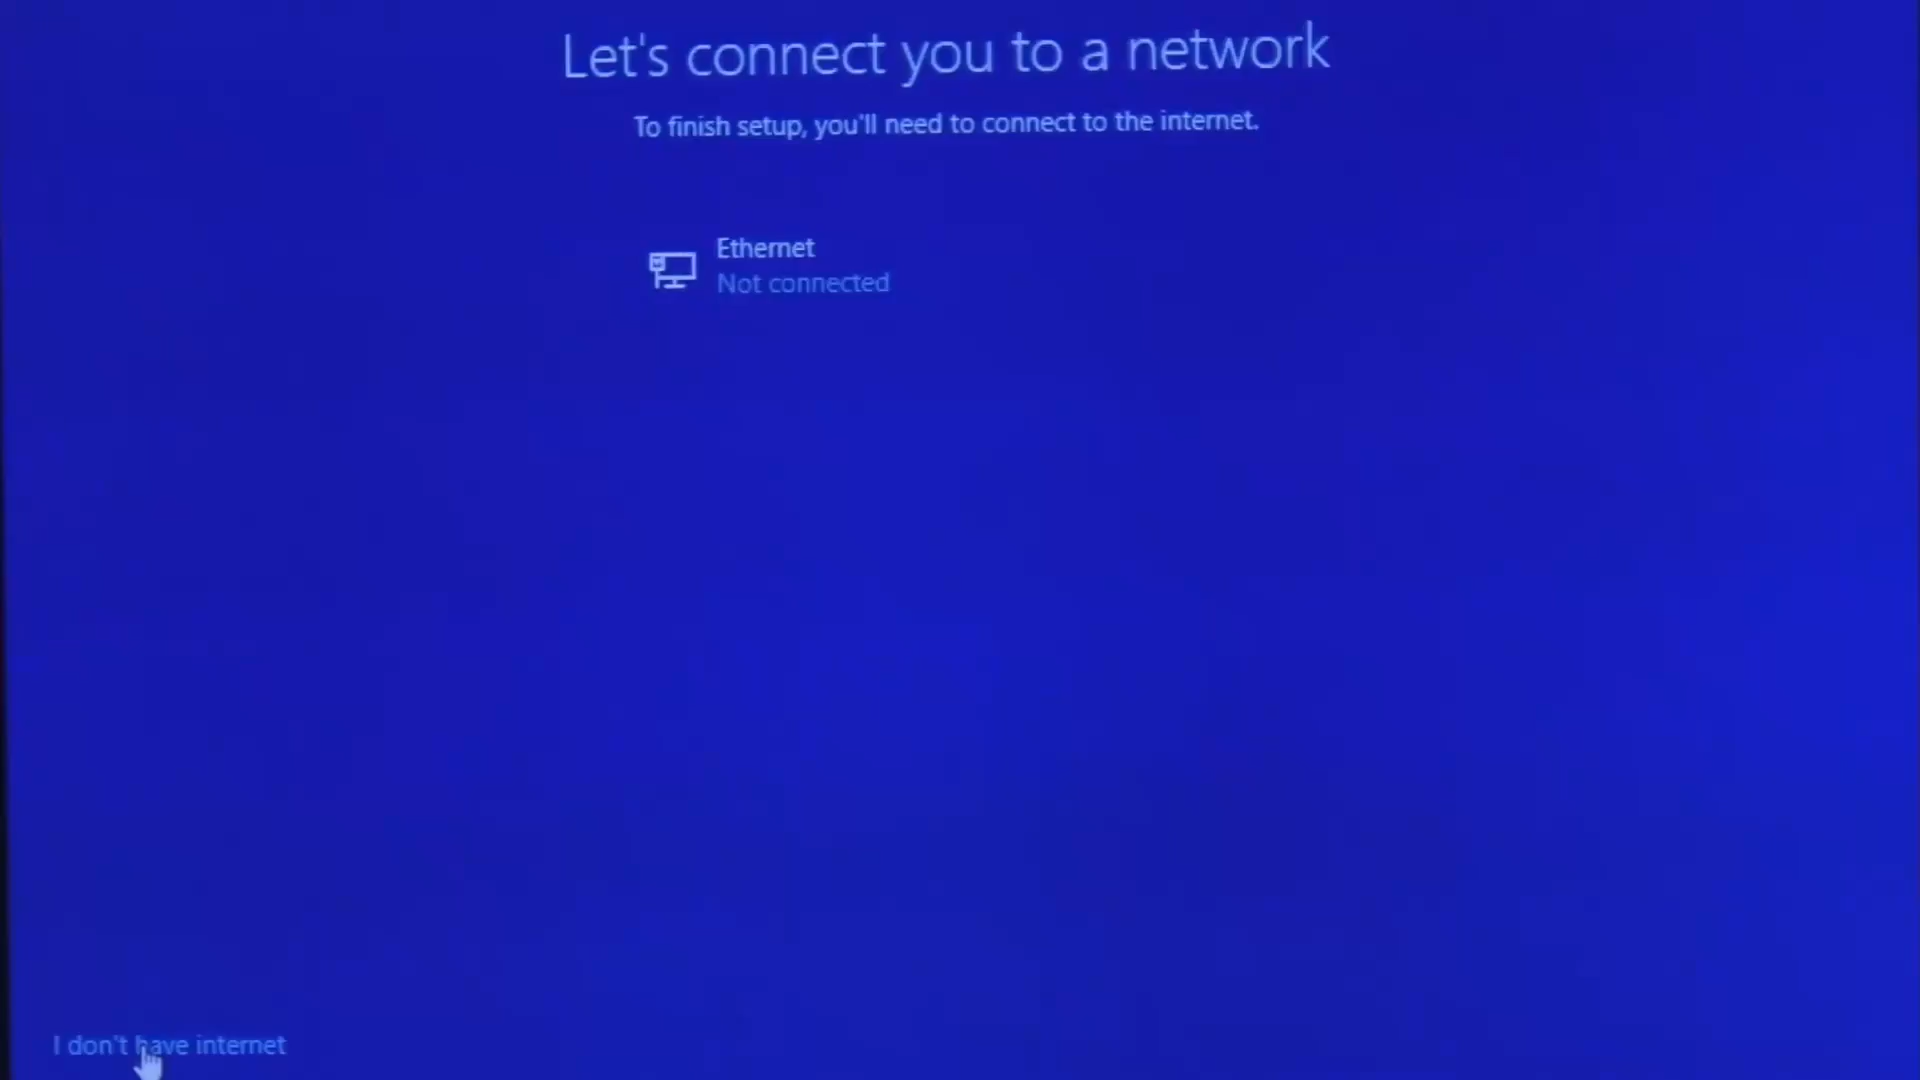 Let's connect you to a network
To finish setup, you'll need to connect to the internet.
Ethernet
Not connected
I don't have internet